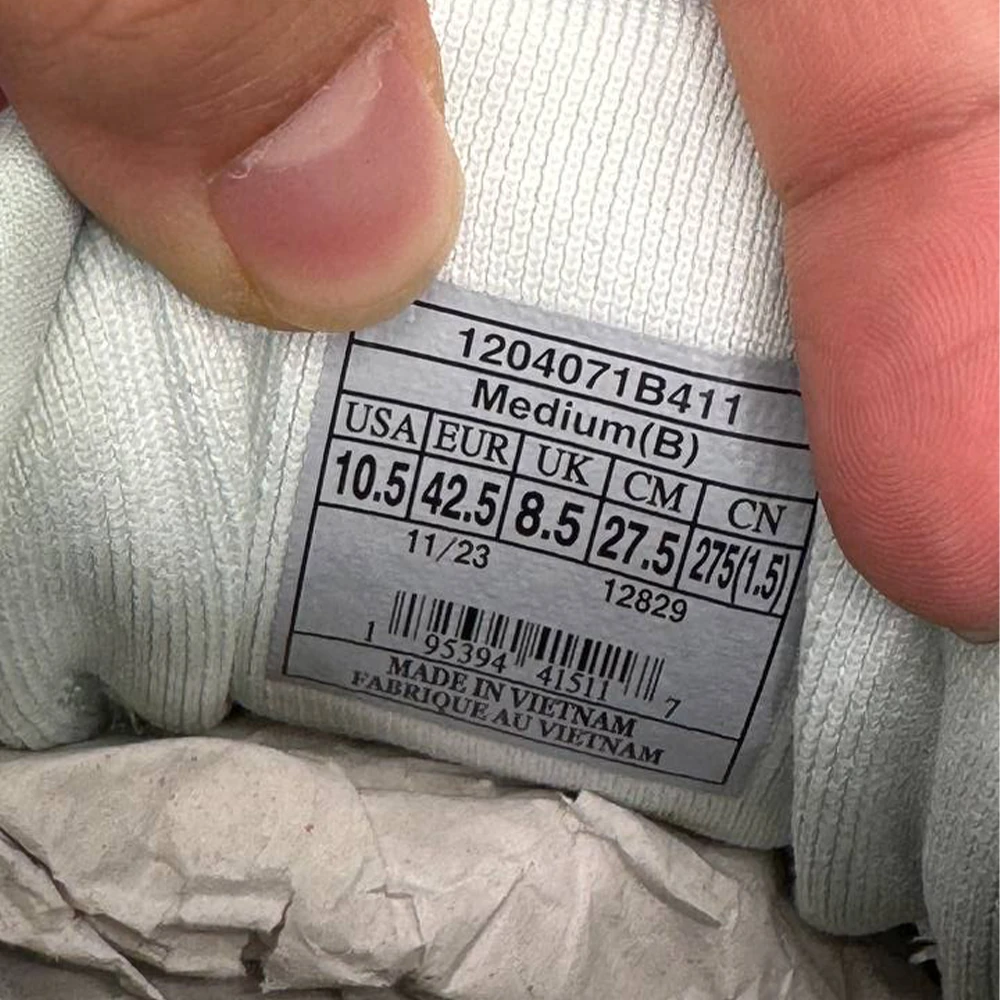 1204071B411
Medium(B)
USA EUR UK CM CN
10.5 42.5 8.5 27.5 275(1.5)
11/23 12829
1 95394 41511 7
MADE IN VIETNAM
FABRIQUE AU VIETNAM